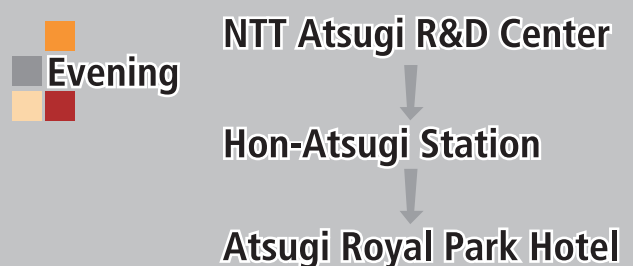 NTT Atsugi R&D Center
Evening
Hon-Atsugi Station
Atsugi Royal Park Hotel